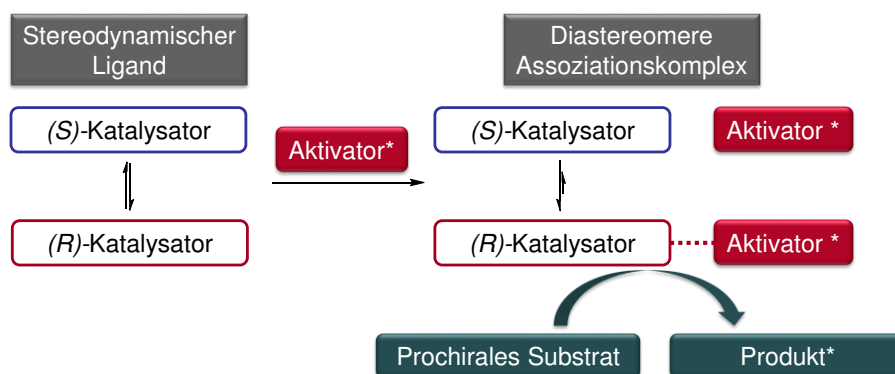 Stereodynamischer
Ligand
Diastereomere
Assoziationskomplex
(S)-Katalysator
(S)-Katalysator
Aktivator *
Aktivator*
(R)-Katalysator
(R)-Katalysator
Aktivator *
Prochirales Substrat
Produkt*